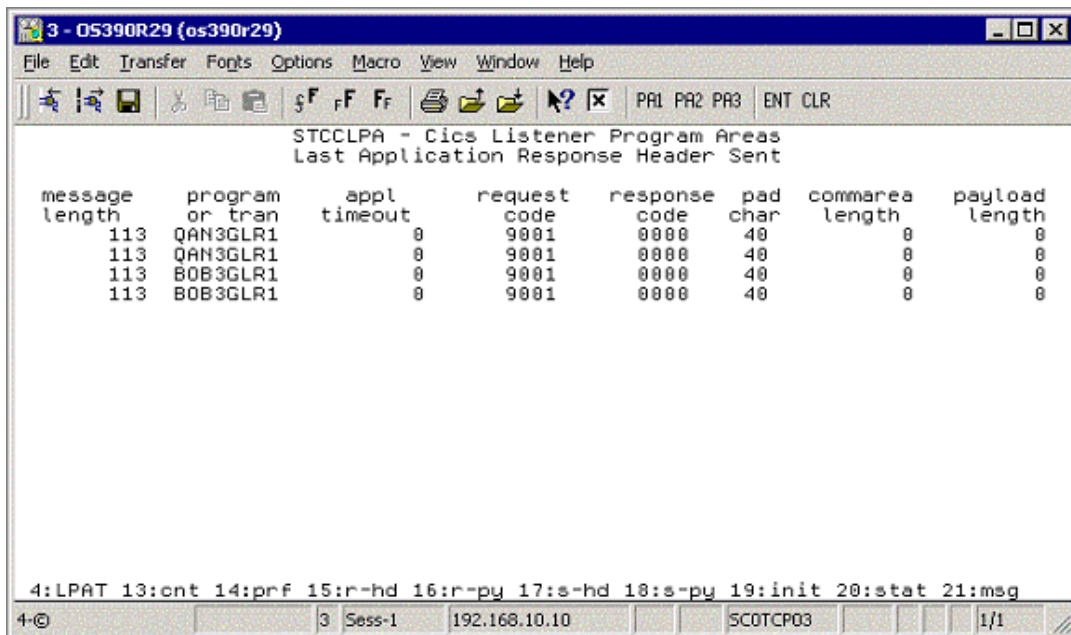 3 - OS390R29 (os390r29)
File Edit Transfer Fonts Options Macro View Window Help
PA1 PA2 PA3 ENT CLR
STCCLPA - Cics Listener Program Areas
Last Application Response Header Sent
message program appl request response pad commarea payload
length or tran timeout code code char length length
113 QAN3GLR1 0 9001 0000 40 0 0
113 QAN3GLR1 0 9001 0000 40 0 0
113 BOB3GLR1 0 9001 0000 40 0 0
113 BOB3GLR1 0 9001 0000 40 0 0
4:LPAT 13:cnt 14:prf 15:r-hd 16:r-py 17:s-hd 18:s-py 19:init 20:stat 21:msg
4-© 3 Sess-1 192.168.10.10 SCOTCP03 1/1